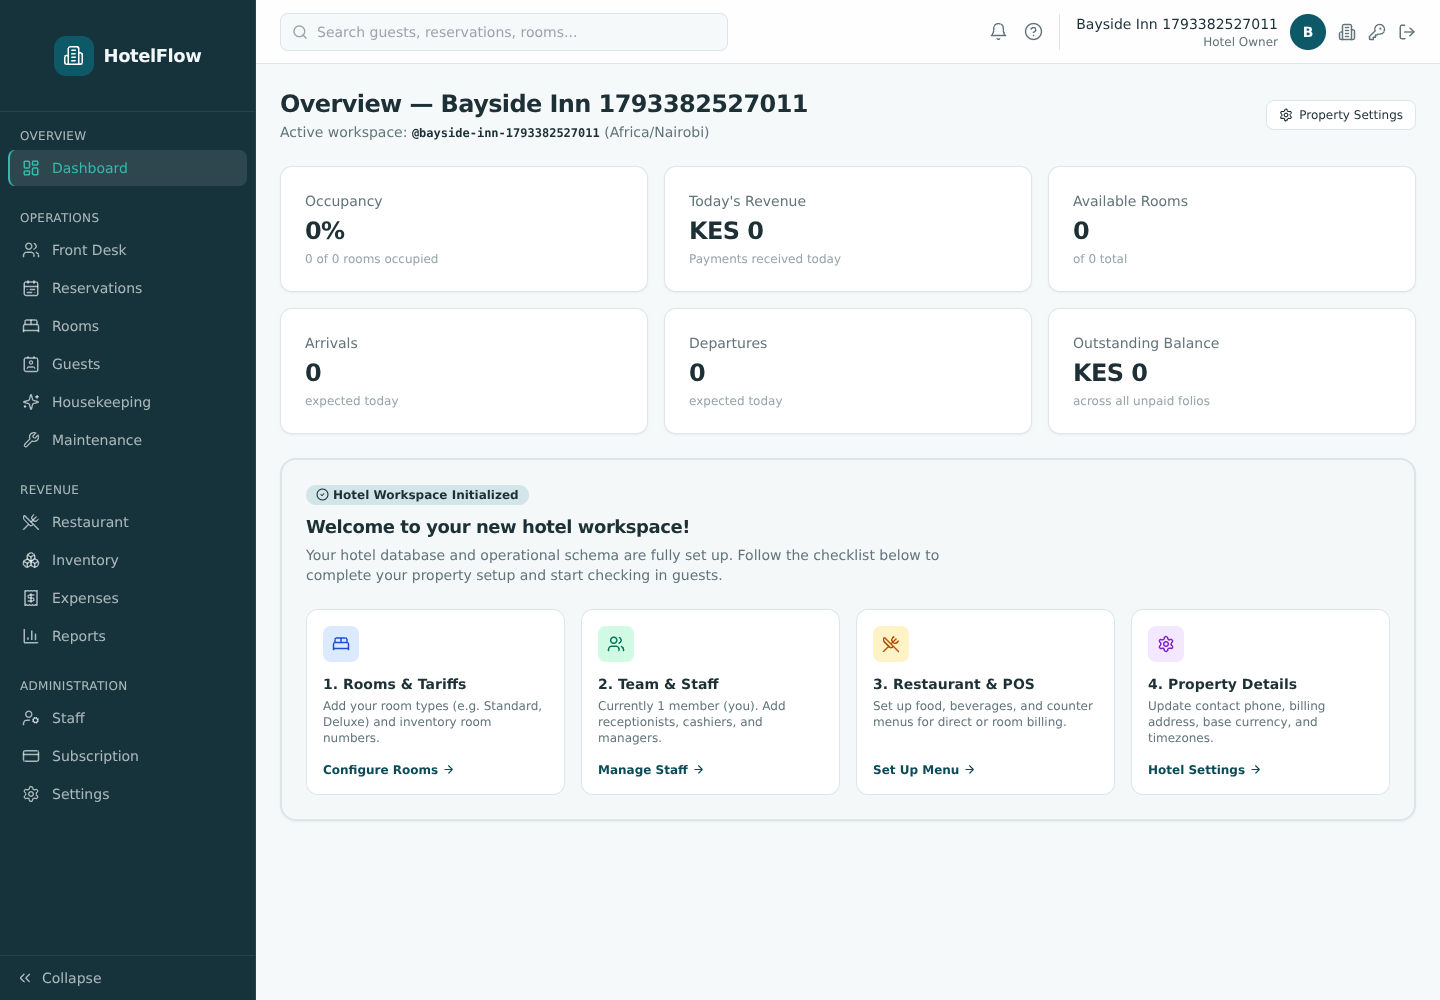 HotelFlow
OVERVIEW
Dashboard
OPERATIONS
Front Desk
Reservations
Rooms
Guests
Housekeeping
Maintenance
REVENUE
Restaurant
Inventory
Expenses
Reports
ADMINISTRATION
Staff
Subscription
Settings
Collapse
Search guests, reservations, rooms...
Bayside Inn 1793382527011
Hotel Owner
B
Overview — Bayside Inn 1793382527011
Active workspace: @bayside-inn-1793382527011 (Africa/Nairobi)
Property Settings
Occupancy
0%
0 of 0 rooms occupied
Today's Revenue
KES 0
Payments received today
Available Rooms
0
of 0 total
Arrivals
0
expected today
Departures
0
expected today
Outstanding Balance
KES 0
across all unpaid folios
Hotel Workspace Initialized
Welcome to your new hotel workspace!
Your hotel database and operational schema are fully set up. Follow the checklist below to
complete your property setup and start checking in guests.
1. Rooms & Tariffs
Add your room types (e.g. Standard,
Deluxe) and inventory room
numbers.
Configure Rooms →
2. Team & Staff
Currently 1 member (you). Add
receptionists, cashiers, and
managers.
Manage Staff →
3. Restaurant & POS
Set up food, beverages, and counter
menus for direct or room billing.
Set Up Menu →
4. Property Details
Update contact phone, billing
address, base currency, and
timezones.
Hotel Settings →